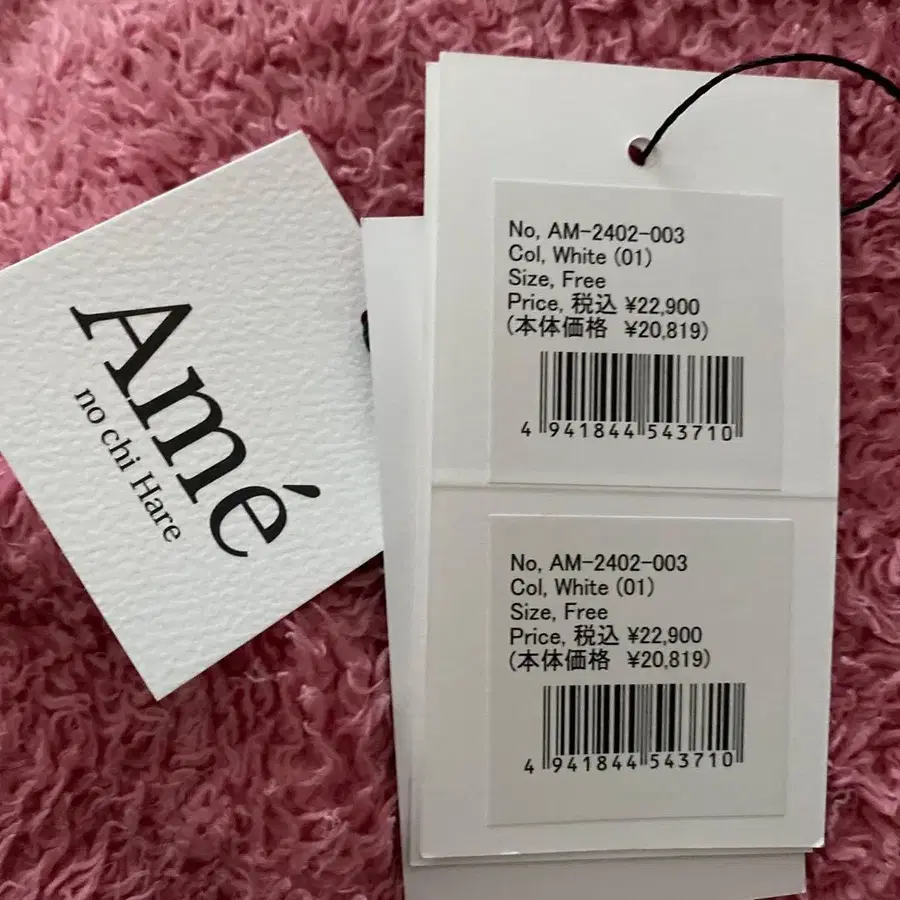 Amé
no chi Hare
No, AM-2402-003
Col, White (01)
Size, Free
Price, 税込 ¥22,900
(本体価格 ¥20,819)
4 941844 543710
No, AM-2402-003
Col, White (01)
Size, Free
Price, 税込 ¥22,900
(本体価格 ¥20,819)
4 941844 543710